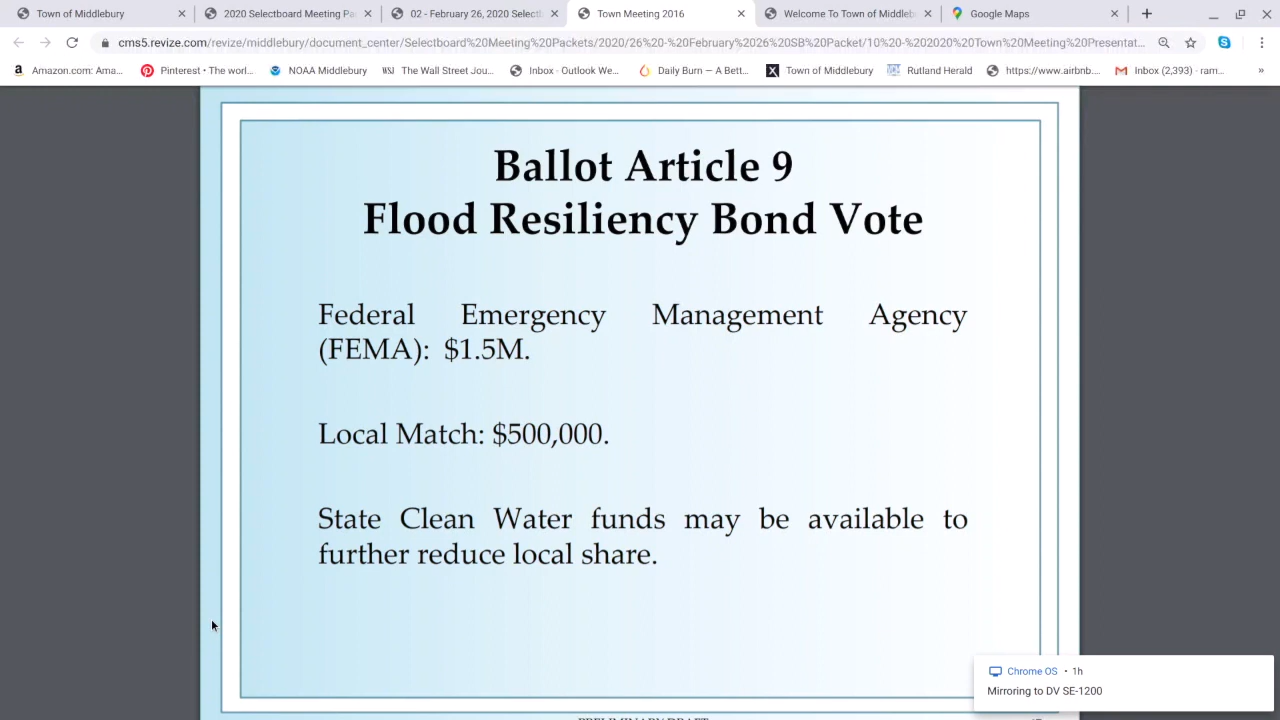 Town of Middlebury
2020 Selectboard Meeting Pa
02 - February 26, 2020 Selectb
Town Meeting 2016
Welcome To Town of Middleb
Google Maps
cms5.revize.com/revize/middlebury/document_center/Selectboard%20Meeting%20Packets/2020/26%20-%20February%2026%20SB%20Packet/10%20-%202020%20Town%20Meeting%20Presentat...
Amazon.com: Ama...
Pinterest • The worl...
NOAA Middlebury
WSJ The Wall Street Jou...
Inbox · Outlook We...
Daily Burn — A Bett...
Town of Middlebury
Rutland Herald
https://www.airbnb....
Inbox (2,393) · ram...
»
Ballot Article 9
Flood Resiliency Bond Vote
Federal Emergency Management Agency
(FEMA): $1.5M.
Local Match: $500,000.
State Clean Water funds may be available to
further reduce local share.
Chrome OS • 1h
Mirroring to DV SE-1200
PRELIMINARY DRAFT